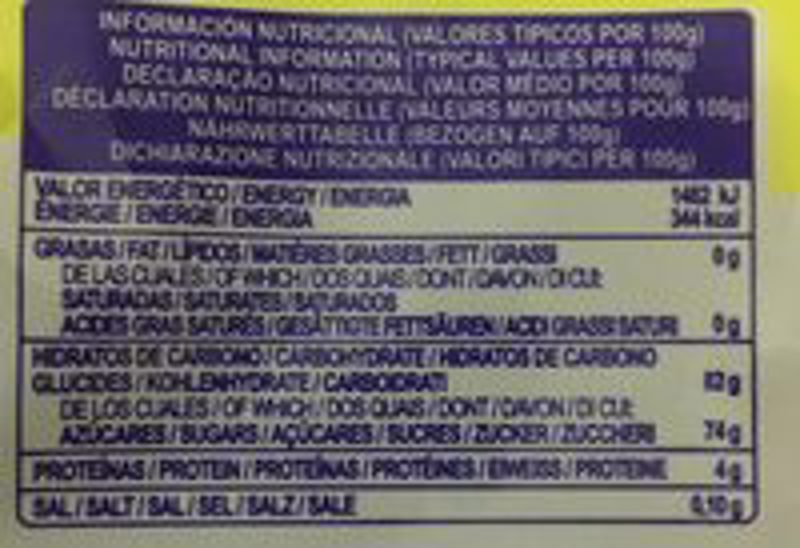 INFORMACIÓN NUTRICIONAL (VALORES TÍPICOS POR 100g)
NUTRITIONAL INFORMATION (TYPICAL VALUES PER 100g)
DECLARAÇÃO NUTRICIONAL (VALOR MÉDIO POR 100g)
DÉCLARATION NUTRITIONNELLE (VALEURS MOYENNES POUR 100g)
NÄHRWERTTABELLE (BEZOGEN AUF 100g)
DICHIARAZIONE NUTRIZIONALE (VALORI TIPICI PER 100g)
VALOR ENERGÉTICO / ENERGY / ENERGIA
ÉNERGIE / ENERGIE / ENERGIA 344 kcal
GRASAS / FAT / LÍPIDOS / MATIÈRES GRASSES / FETT / GRASSI 0 g
DE LAS CUALES / OF WHICH / DOS QUAIS / DONT / DAVON / DI CUI:
SATURADAS / SATURATES / SATURADOS
ACIDES GRAS SATURÉS / GESÄTTIGTE FETTSÄUREN / ACIDI GRASSI SATURI 0 g
HIDRATOS DE CARBONO / CARBOHYDRATE / HIDRATOS DE CARBONO
GLUCIDES / KOHLENHYDRATE / CARBOIDRATI g
DE LOS CUALES / OF WHICH / DOS QUAIS / DONT / DAVON / DI CUI:
AZÚCARES / SUGARS / AÇÚCARES / SUCRES / ZUCKER / ZUCCHERI 74 g
PROTEÍNAS / PROTEIN / PROTEÍNAS / PROTÉINES / EIWEISS / PROTEINE 4 g
SAL / SALT / SAL / SEL / SALZ / SALE 0,10 g